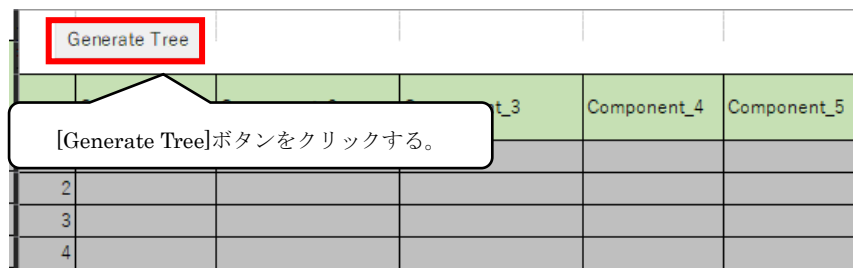 Generate Tree
t_3 Component_4 Component_5
[Generate Tree]ボタンをクリックする。
2
3
4